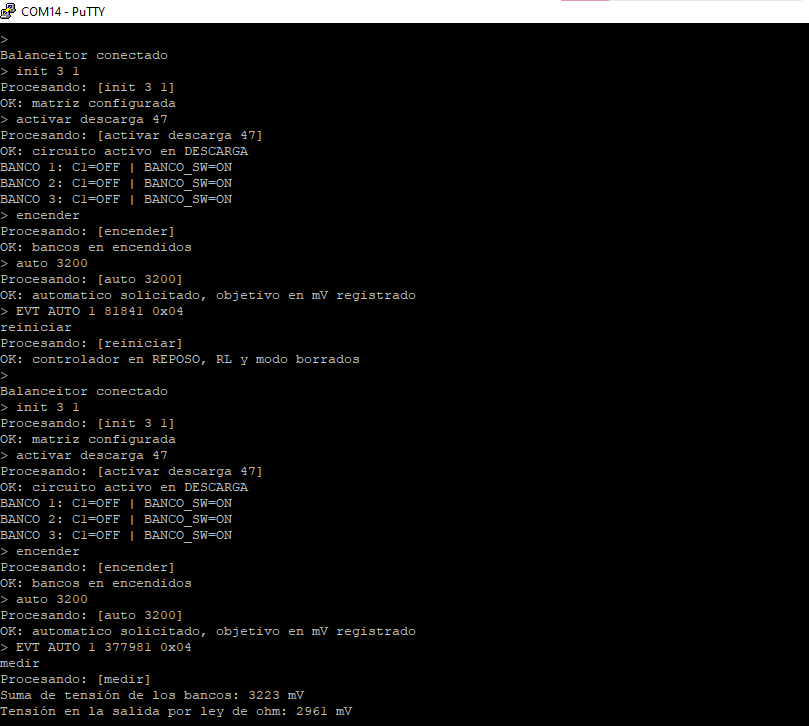 COM14 - PuTTY
>
Balanceitor conectado
> init 3 1
Procesando: [init 3 1]
OK: matriz configurada
> activar descarga 47
Procesando: [activar descarga 47]
OK: circuito activo en DESCARGA
BANCO 1: C1=OFF | BANCO_SW=ON
BANCO 2: C1=OFF | BANCO_SW=ON
BANCO 3: C1=OFF | BANCO_SW=ON
> encender
Procesando: [encender]
OK: bancos en encendidos
> auto 3200
Procesando: [auto 3200]
OK: automatico solicitado, objetivo en mV registrado
> EVT AUTO 1 81841 0x04
reiniciar
Procesando: [reiniciar]
OK: controlador en REPOSO, RL y modo borrados
>
Balanceitor conectado
> init 3 1
Procesando: [init 3 1]
OK: matriz configurada
> activar descarga 47
Procesando: [activar descarga 47]
OK: circuito activo en DESCARGA
BANCO 1: C1=OFF | BANCO_SW=ON
BANCO 2: C1=OFF | BANCO_SW=ON
BANCO 3: C1=OFF | BANCO_SW=ON
> encender
Procesando: [encender]
OK: bancos en encendidos
> auto 3200
Procesando: [auto 3200]
OK: automatico solicitado, objetivo en mV registrado
> EVT AUTO 1 377981 0x04
medir
Procesando: [medir]
Suma de tensión de los bancos: 3223 mV
Tensión en la salida por ley de ohm: 2961 mV